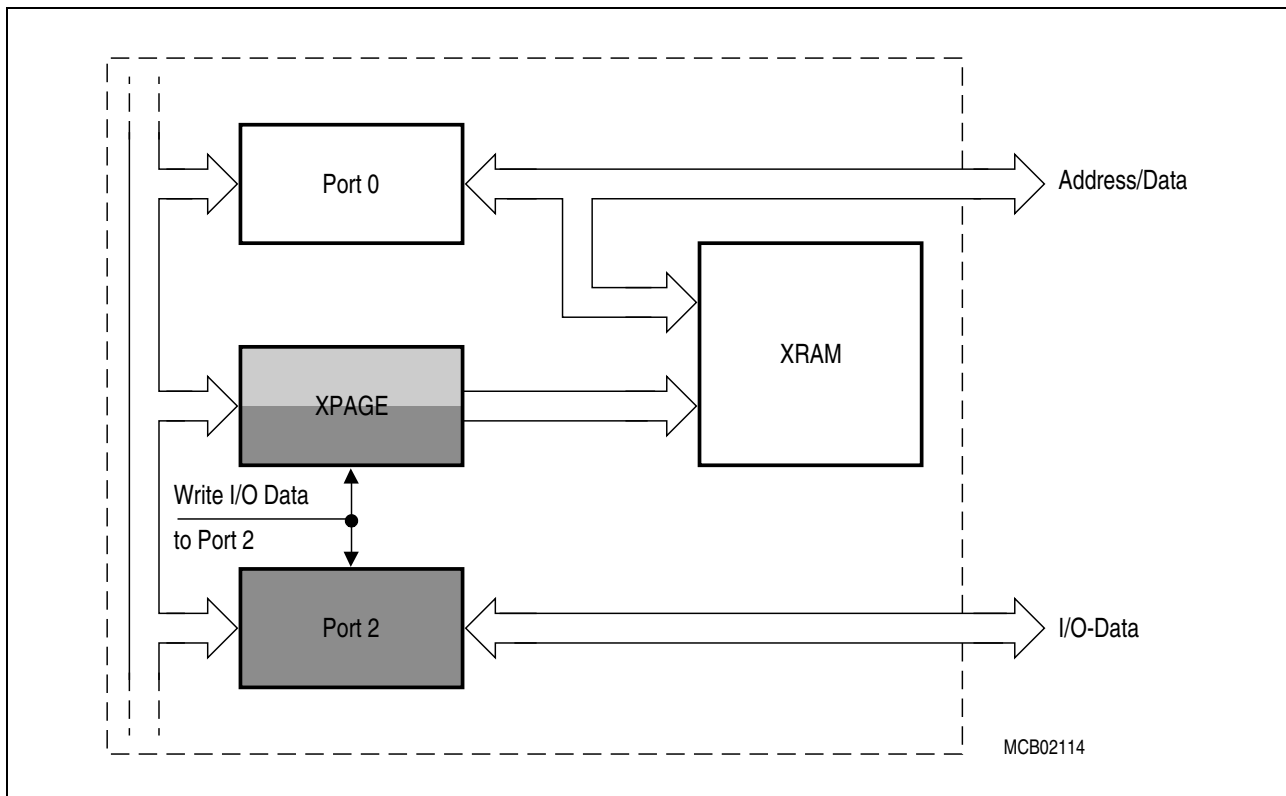 Port 0
Address/Data
XRAM
XPAGE
Write I/O Data
to Port 2
Port 2
I/O-Data
MCB02114